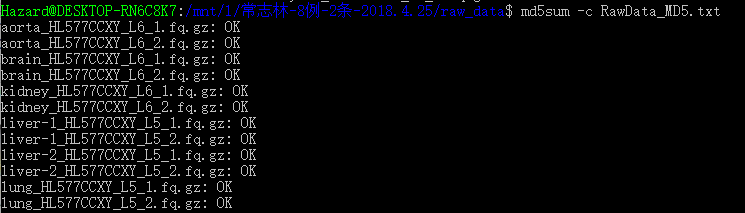 Hazard@DESKTOP-RN6C8K7:/mnt/1/常志林-8例-2条-2018.4.25/raw_data$ md5sum -c RawData_MD5.txt
aorta_HL577CCXY_L6_1.fq.gz: OK
aorta_HL577CCXY_L6_2.fq.gz: OK
brain_HL577CCXY_L6_1.fq.gz: OK
brain_HL577CCXY_L6_2.fq.gz: OK
kidney_HL577CCXY_L6_1.fq.gz: OK
kidney_HL577CCXY_L6_2.fq.gz: OK
liver-1_HL577CCXY_L5_1.fq.gz: OK
liver-1_HL577CCXY_L5_2.fq.gz: OK
liver-2_HL577CCXY_L5_1.fq.gz: OK
liver-2_HL577CCXY_L5_2.fq.gz: OK
lung_HL577CCXY_L5_1.fq.gz: OK
lung_HL577CCXY_L5_2.fq.gz: OK